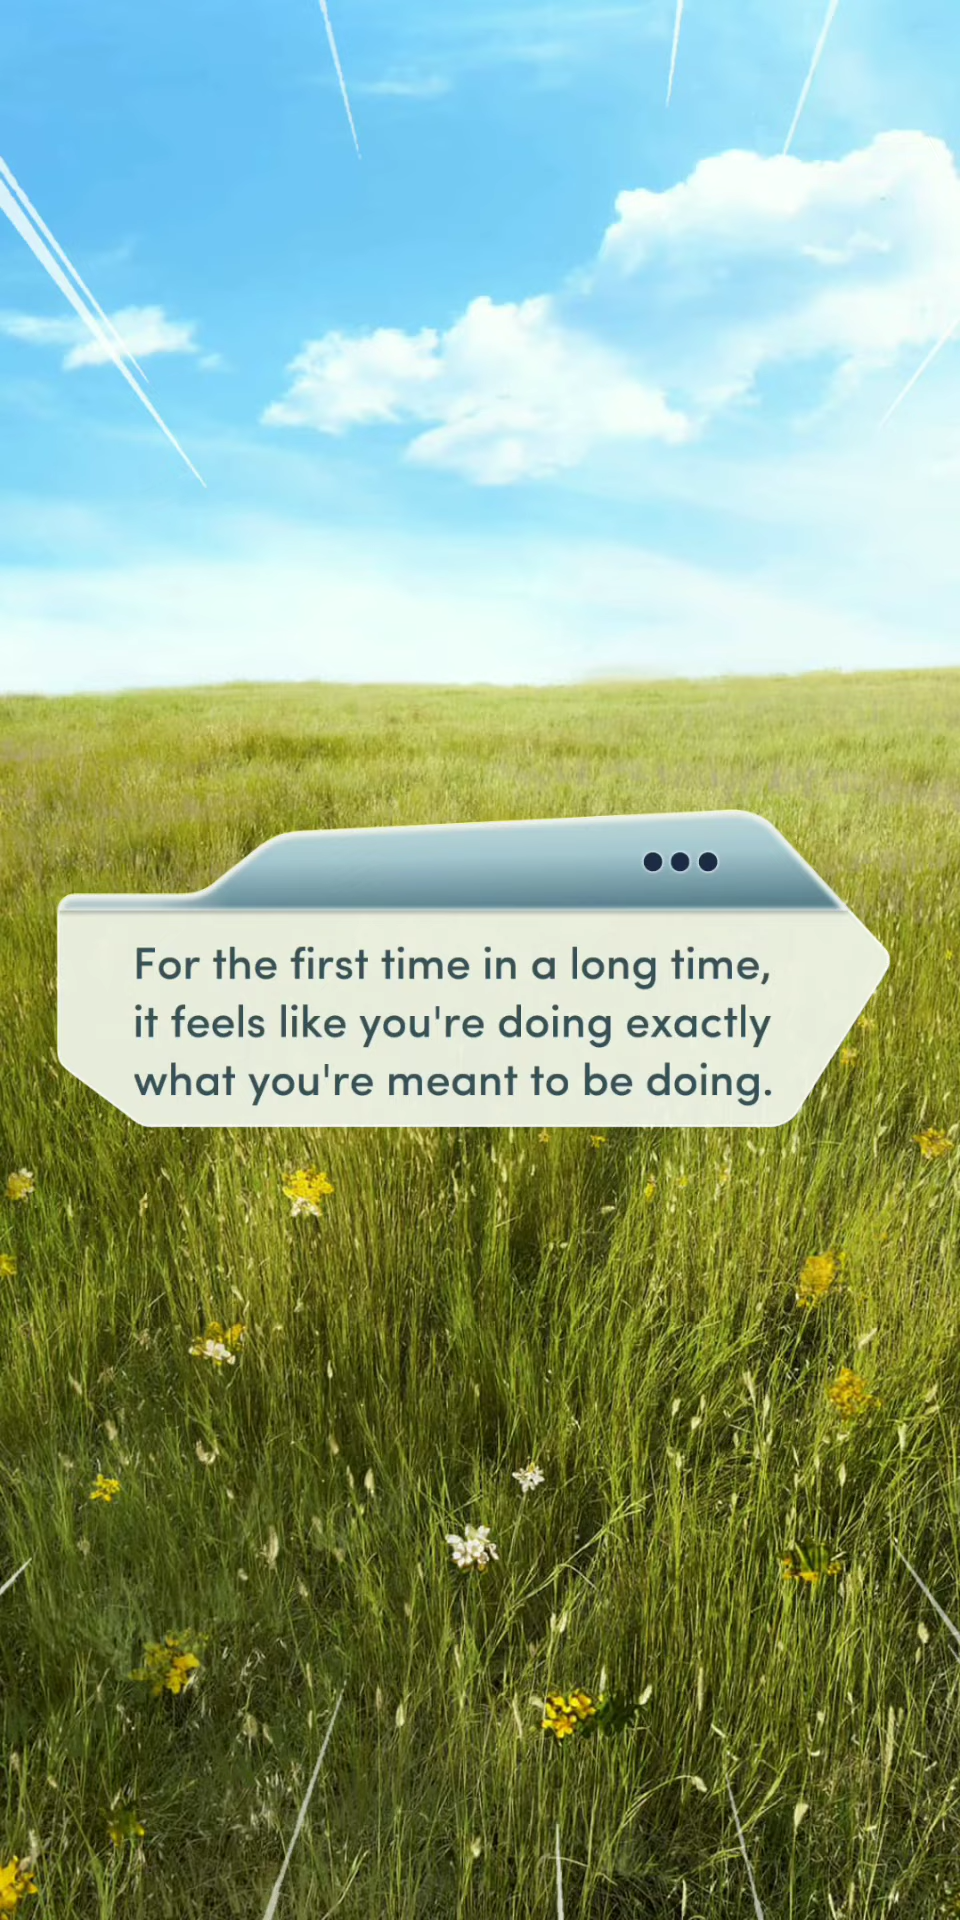 For the first time in a long time,
it feels like you're doing exactly
what you're meant to be doing.